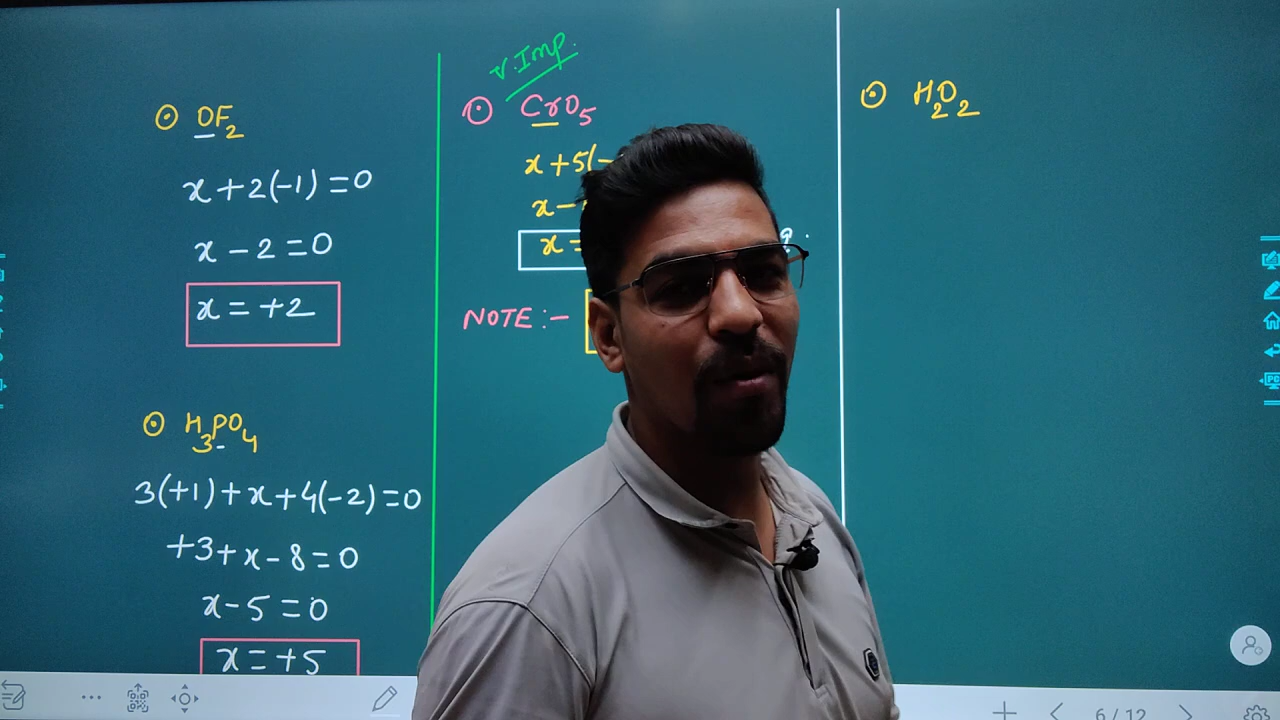 OF₂
x + 2(-1) = 0
x - 2 = 0
x = +2
H₃PO₄
3(+1) + x + 4(-2) = 0
+3 + x - 8 = 0
x - 5 = 0
x = +5
v.Imp.
CrO₅
x + 5(-
x -
x =
NOTE :-
H₂O₂
PC
6/12